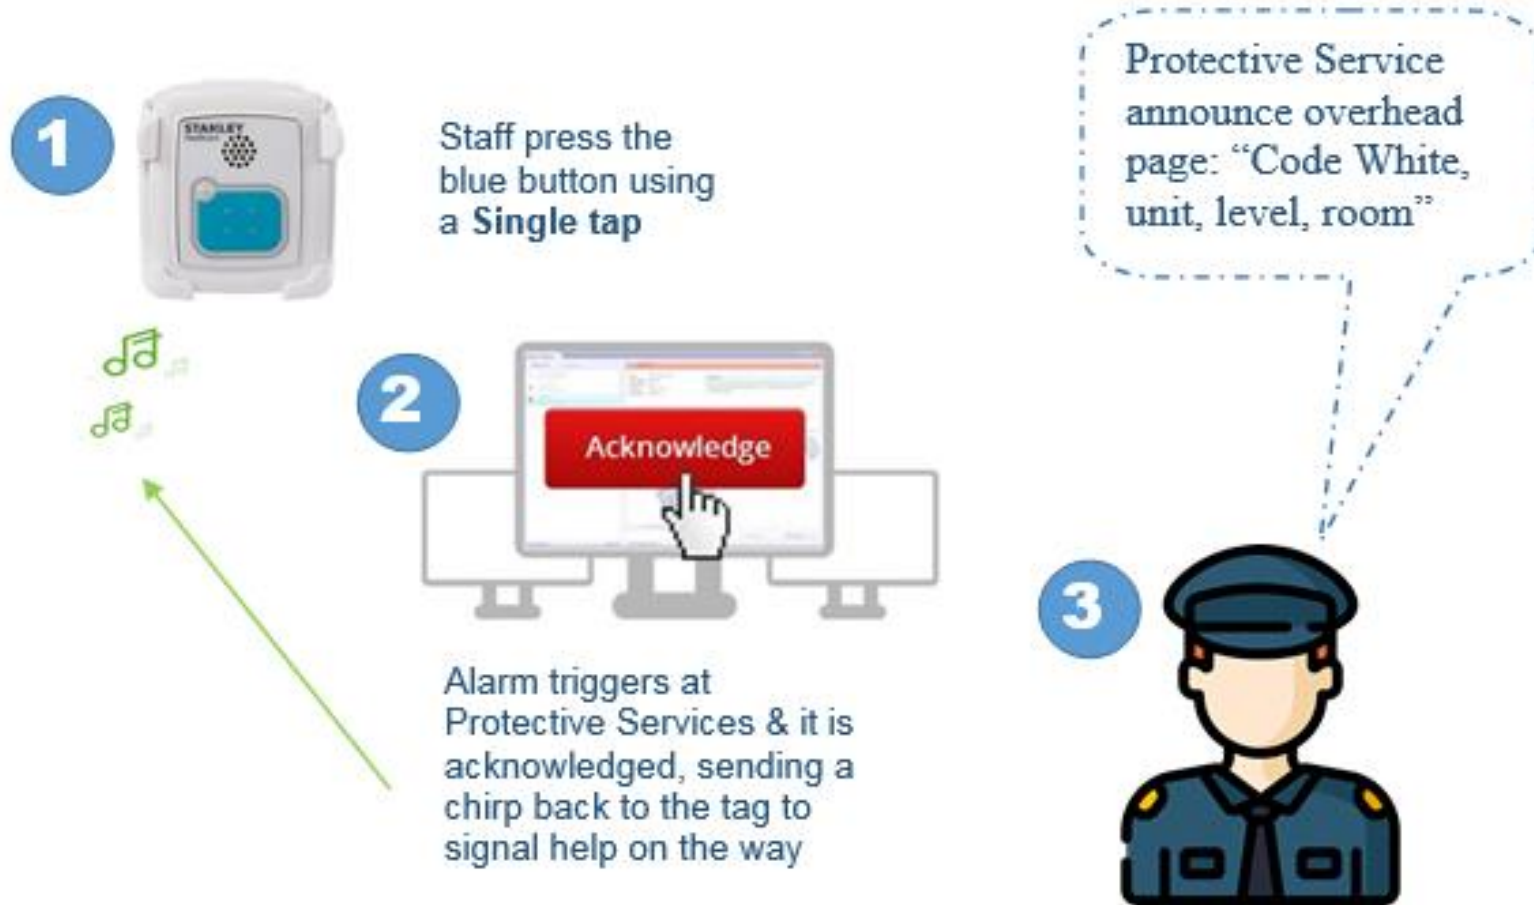 1
STANLEY
Staff press the
blue button using
a Single tap
2
Acknowledge
Alarm triggers at
Protective Services & it is
acknowledged, sending a
chirp back to the tag to
signal help on the way
3
Protective Service
announce overhead
page: “Code White,
unit, level, room”